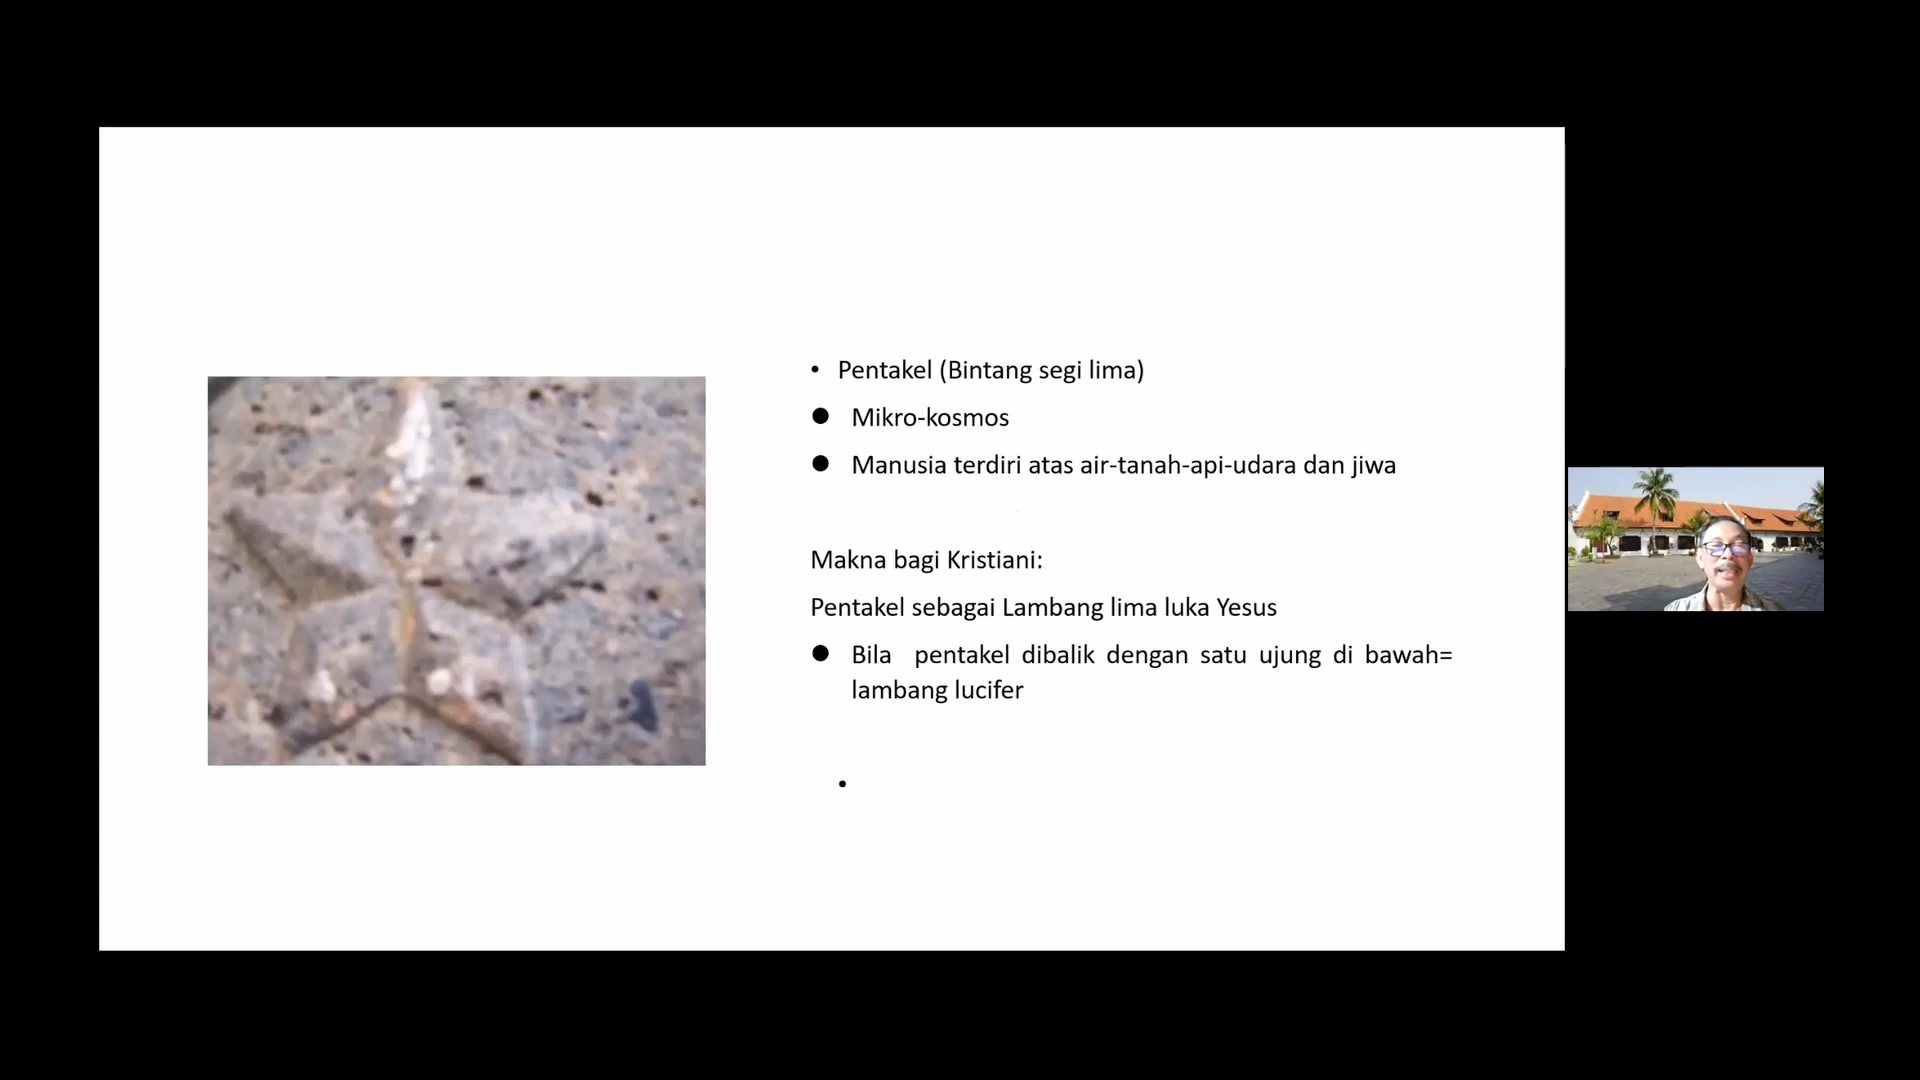 • Pentakel (Bintang segi lima)
● Mikro-kosmos
● Manusia terdiri atas air-tanah-api-udara dan jiwa
Makna bagi Kristiani:
Pentakel sebagai Lambang lima luka Yesus
● Bila pentakel dibalik dengan satu ujung di bawah=
lambang lucifer
•